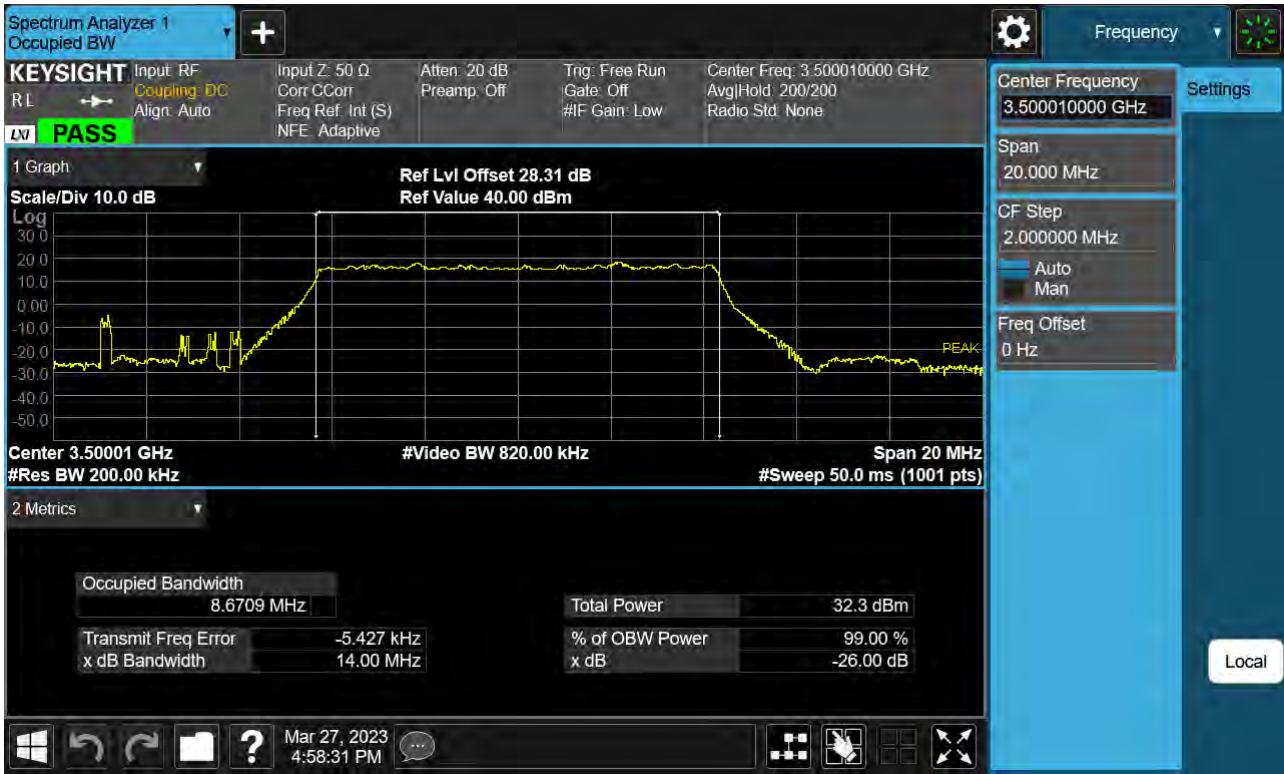 Spectrum Analyzer 1
Occupied BW
+
Frequency
KEYSIGHT
RL
LXI
PASS
Input: RF
Coupling: DC
Align: Auto
Input Z: 50 Ω
Corr CCorr
Freq Ref: Int (S)
NFE: Adaptive
Atten: 20 dB
Preamp: Off
Trig: Free Run
Gate: Off
#IF Gain: Low
Center Freq: 3.500010000 GHz
Avg|Hold: 200/200
Radio Std: None
Center Frequency
3.500010000 GHz
Settings
Span
20.000 MHz
CF Step
2.000000 MHz
Auto
Man
Freq Offset
0 Hz
Local
1 Graph
Scale/Div 10.0 dB
Ref Lvl Offset 28.31 dB
Ref Value 40.00 dBm
Log
30.0
20.0
10.0
0.00
-10.0
-20.0
-30.0
-40.0
-50.0
PEAK
Center 3.50001 GHz
#Video BW 820.00 kHz
Span 20 MHz
#Res BW 200.00 kHz
#Sweep 50.0 ms (1001 pts)
2 Metrics
Occupied Bandwidth
8.6709 MHz
Total Power 32.3 dBm
Transmit Freq Error -5.427 kHz
% of OBW Power 99.00 %
x dB Bandwidth 14.00 MHz
x dB -26.00 dB
?
Mar 27, 2023
4:58:31 PM